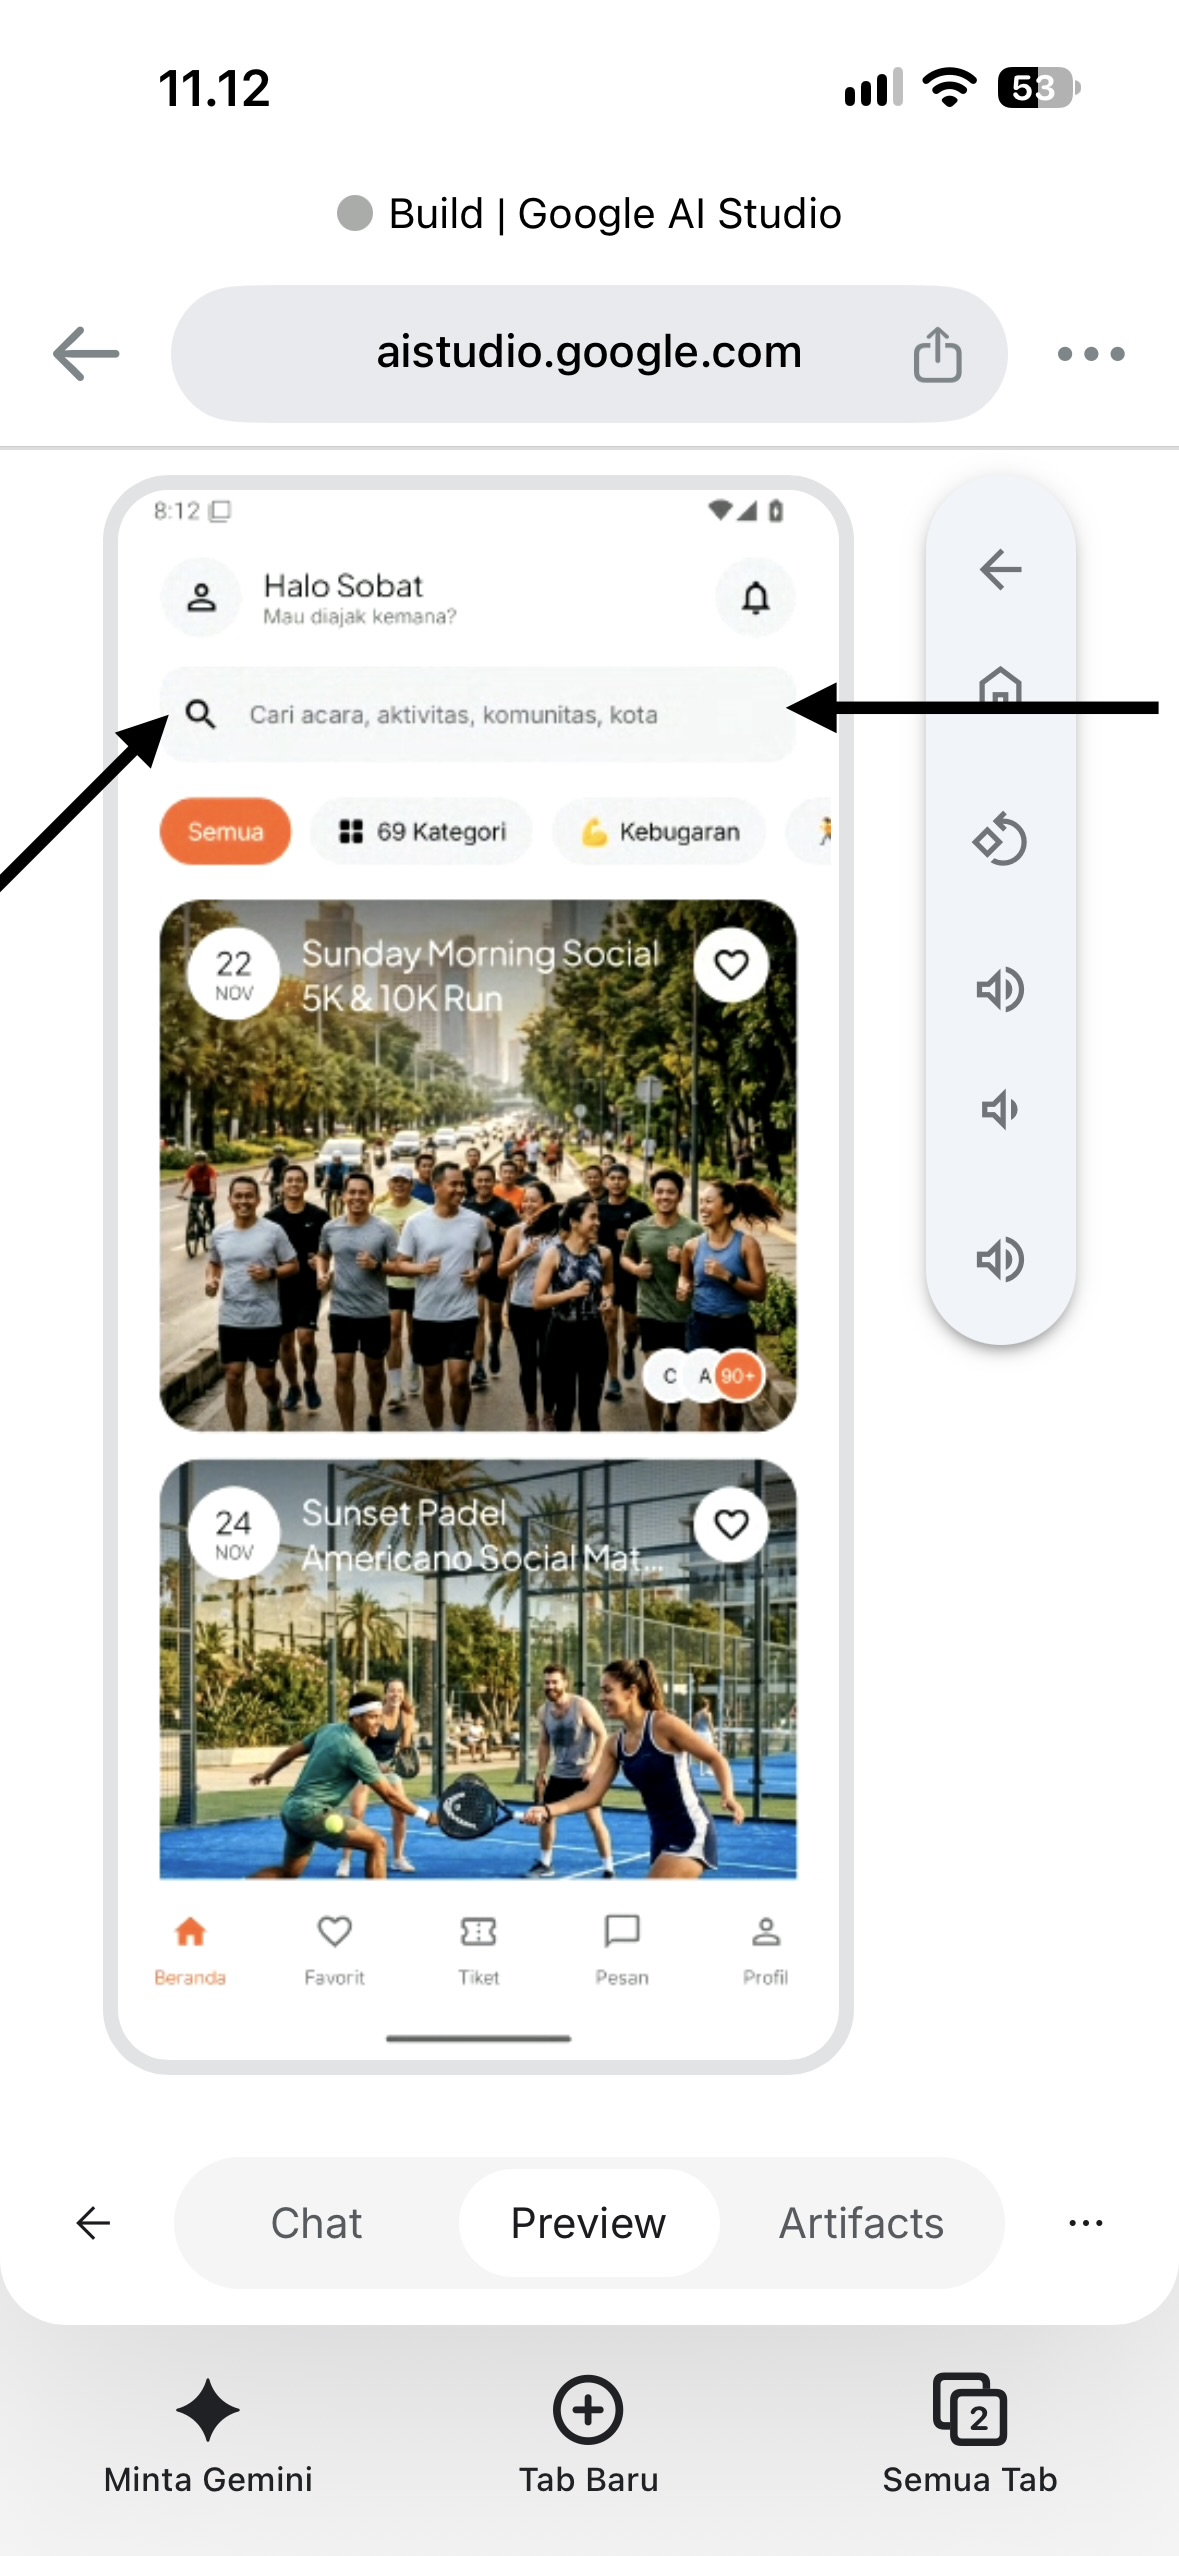 11.12
53
Build | Google AI Studio
aistudio.google.com
8:12
Halo Sobat
Mau diajak kemana?
Cari acara, aktivitas, komunitas, kota
Semua
69 Kategori
Kebugaran
22
NOV
Sunday Morning Social
5K & 10K Run
C
A
90+
24
NOV
Sunset Padel
Americano Social Mat...
Beranda
Favorit
Tiket
Pesan
Profil
Chat
Preview
Artifacts
Minta Gemini
Tab Baru
2
Semua Tab